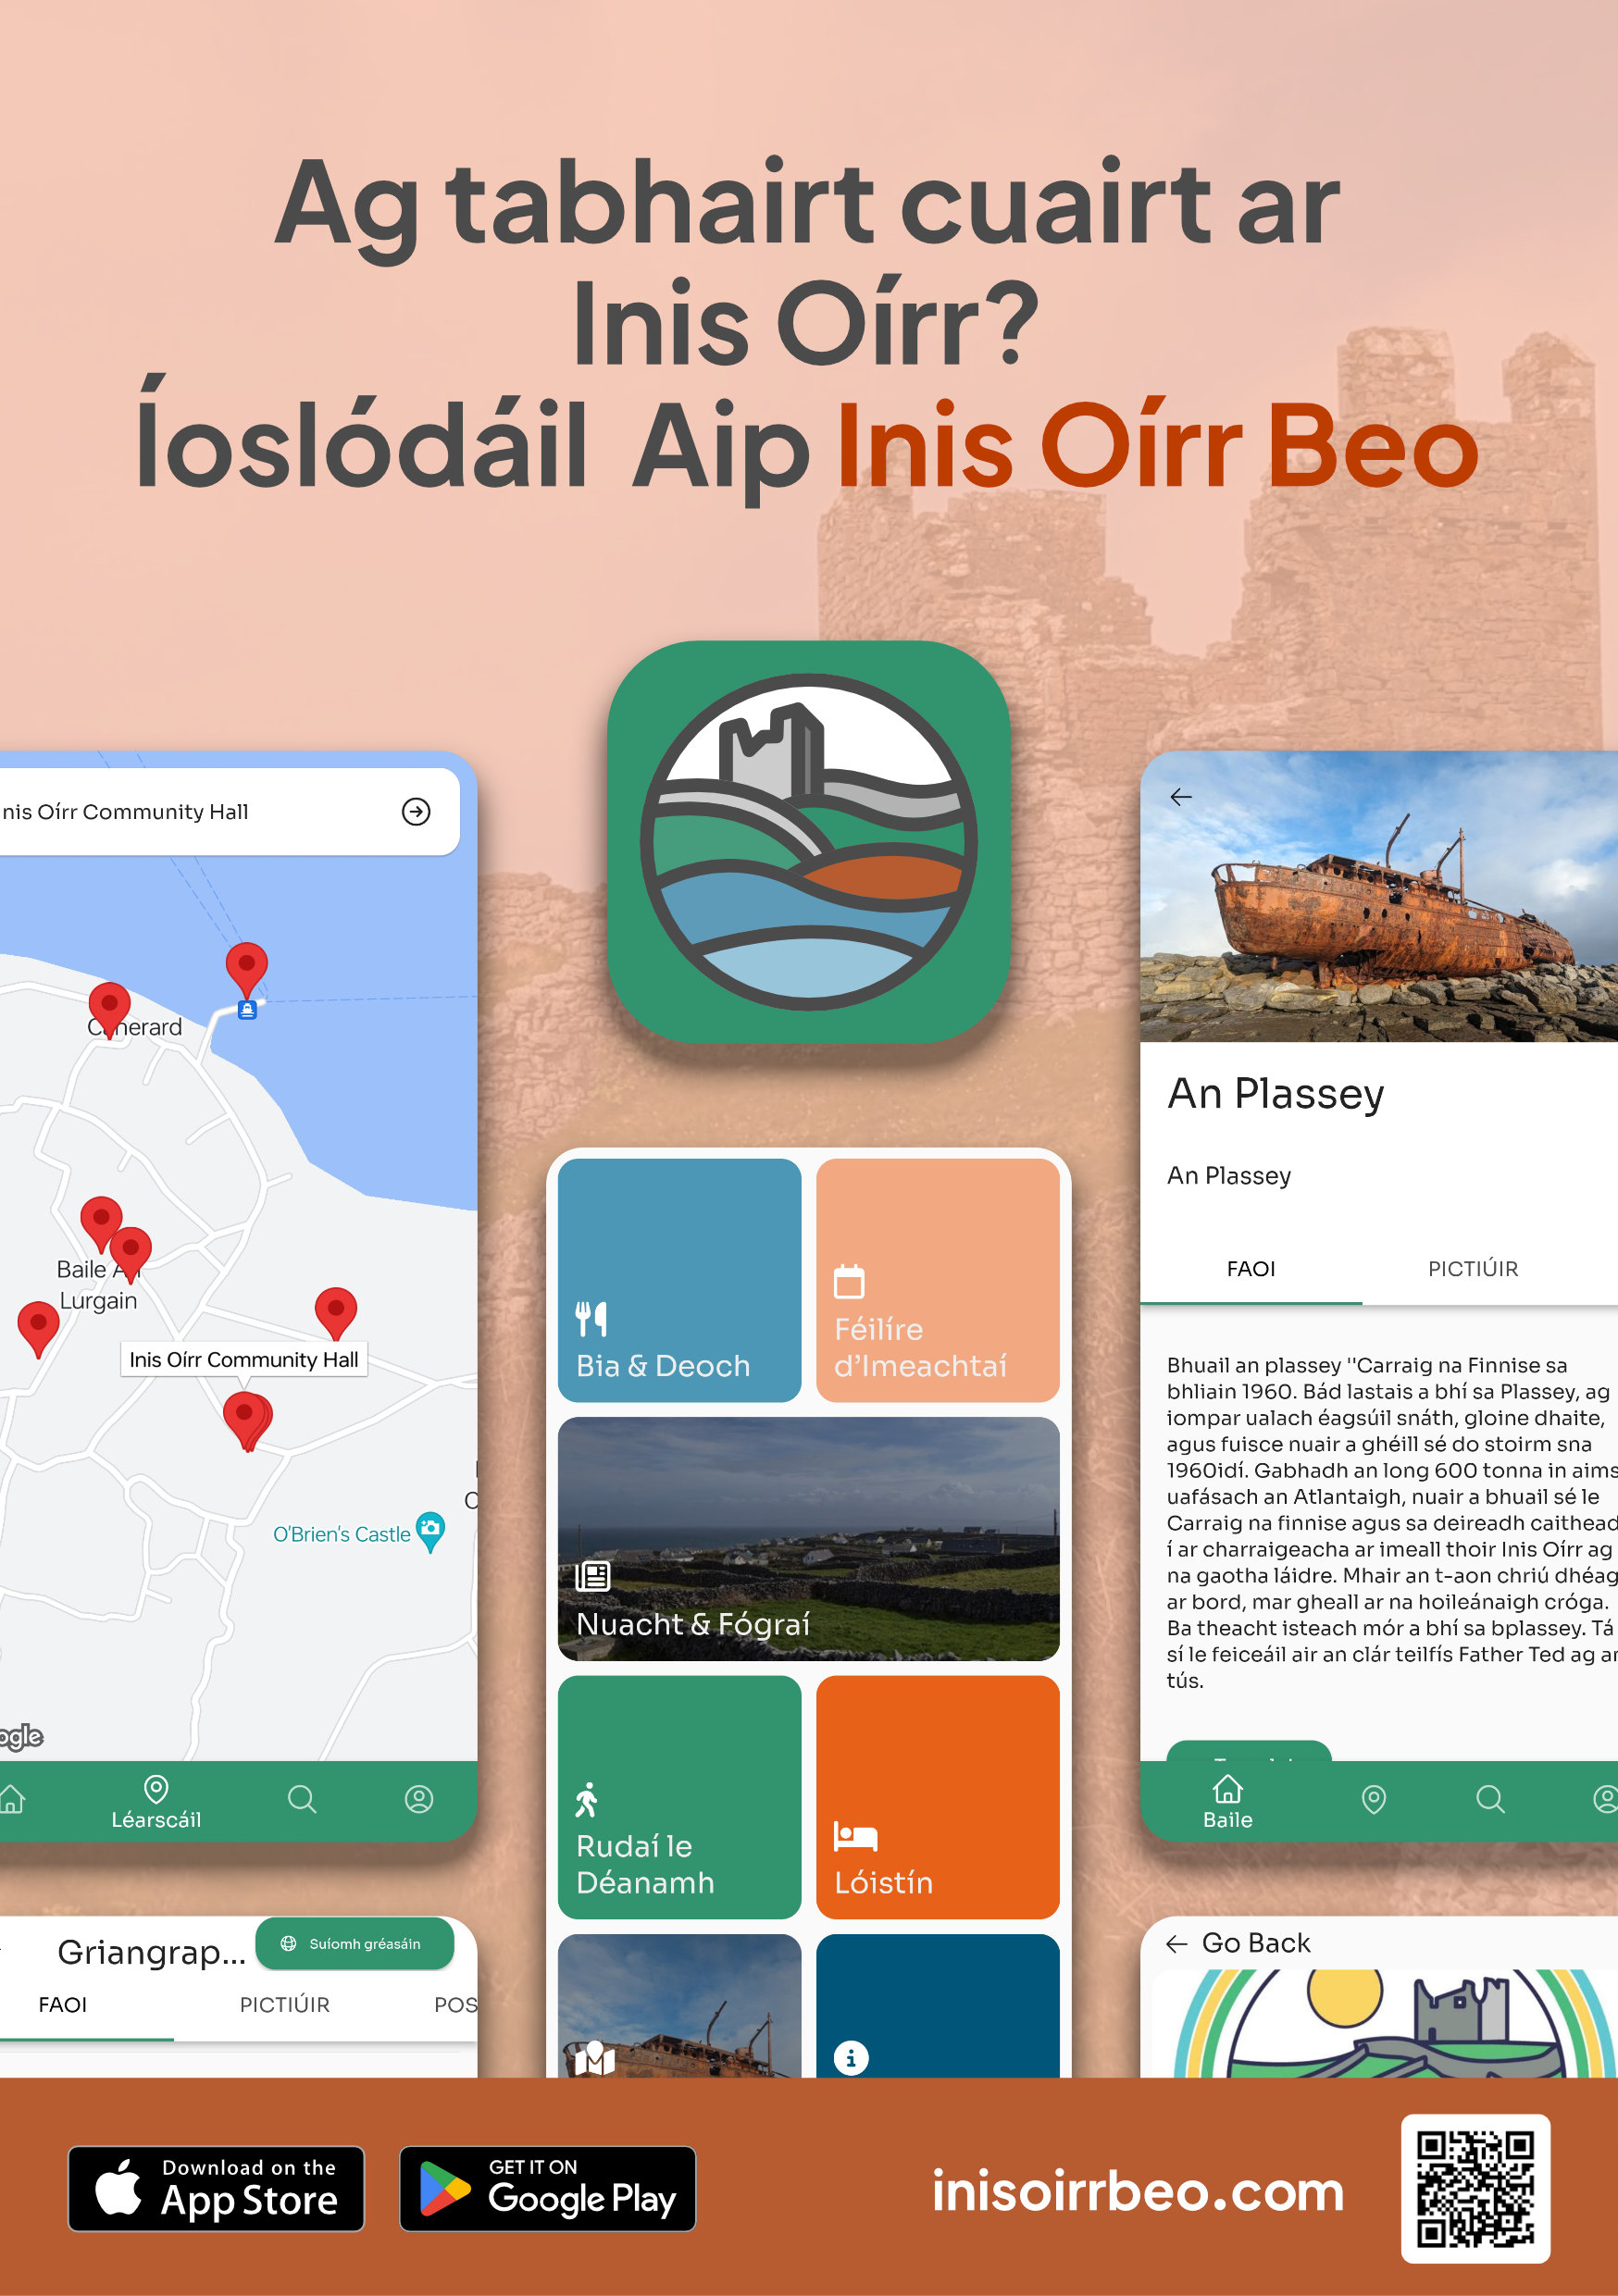 Ag tabhairt cuairt ar
Inis Oírr?
Íoslódáil Aip Inis Oírr Beo
nis Oírr Community Hall
Baile
Lurgain
Inis Oírr Community Hall
O'Brien's Castle
Léarscáil
Bia & Deoch
Féilíre
d'Imeachtaí
Nuacht & Fógraí
Rudaí le
Déanamh
Lóistín
An Plassey
An Plassey
FAOI PICTIÚIR
Bhuail an plassey "Carraig na Finnise sa
bhliain 1960. Bád lastais a bhí sa Plassey, ag
iompar ualach éagsúil snáth, gloine dhaite,
agus fuisce nuair a ghéill sé do stoirm sna
1960idí. Gabhadh an long 600 tonna in aims
uafásach an Atlantaigh, nuair a bhuail sé le
Carraig na finnise agus sa deireadh caithead
í ar charraigeacha ar imeall thoir Inis Oírr ag
na gaotha láidre. Mhair an t-aon chriú dhéag
ar bord, mar gheall ar na hoileánaigh cróga.
Ba theacht isteach mór a bhí sa bplassey. Tá
sí le feiceáil air an clár teilfís Father Ted ag an
tús.
Baile
Griangrap... Suíomh gréasáin
FAOI PICTIÚIR POS
Go Back
Download on the
App Store
GET IT ON
Google Play
inisoirrbeo.com